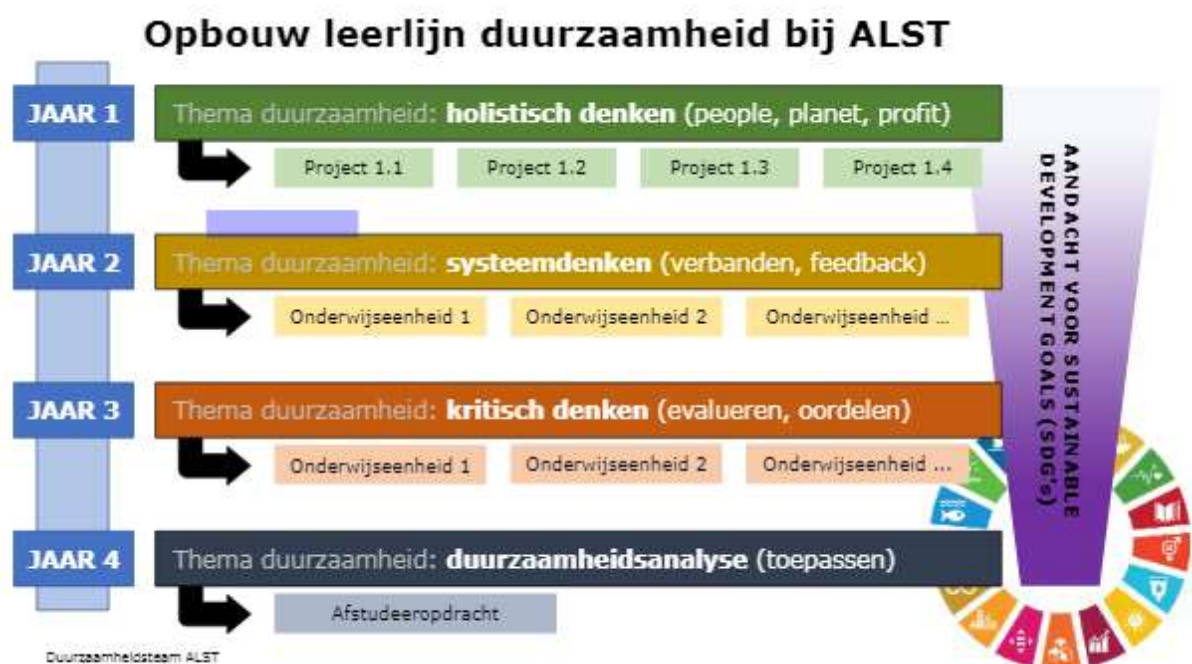 Opbouw leerlijn duurzaamheid bij ALST
JAAR 1
Thema duurzaamheid: holistisch denken (people, planet, profit)
Project 1.1
Project 1.2
Project 1.3
Project 1.4
JAAR 2
Thema duurzaamheid: systeemdenken (verbanden, feedback)
Onderwijseenheid 1
Onderwijseenheid 2
Onderwijseenheid ...
JAAR 3
Thema duurzaamheid: kritisch denken (evalueren, oordelen)
Onderwijseenheid 1
Onderwijseenheid 2
Onderwijseenheid ...
JAAR 4
Thema duurzaamheid: duurzaamheidsanalyse (toepassen)
Afstudeeropdracht
AANDACHT VOOR SUSTAINABLE
DEVELOPMENT GOALS (SDG's)
Duurzaamheidsteam ALST